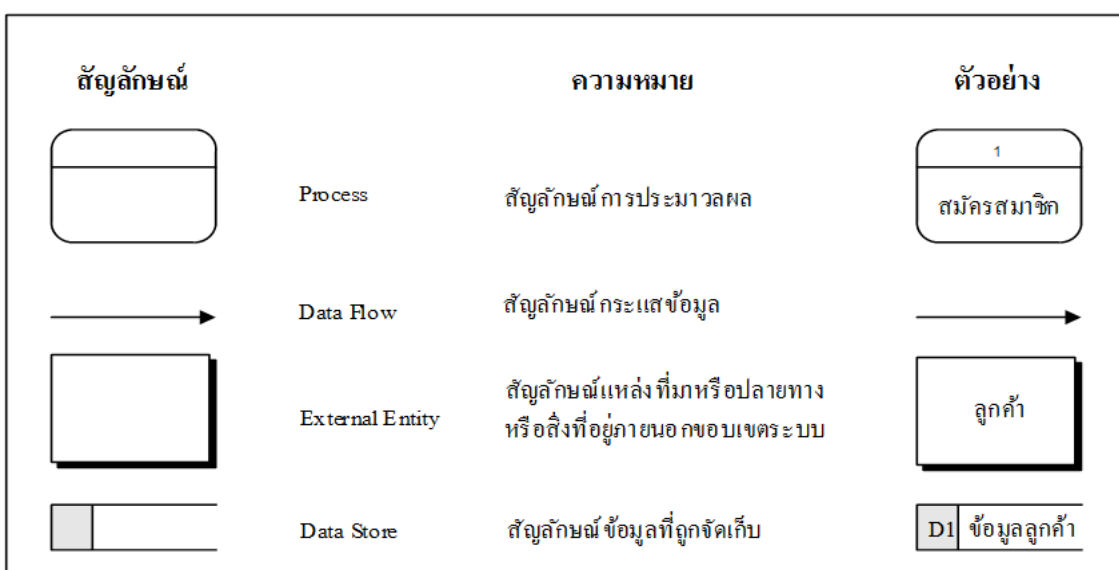 สัญลักษณ์ ความหมาย ตัวอย่าง
1
Process สัญลักษณ์การประมาวลผล สมัครสมาชิก
Data Flow สัญลักษณ์กระแสข้อมูล
สัญลักษณ์แหล่งที่มาหรือปลายทาง
External Entity หรือสิ่งที่อยู่ภายนอกขอบเขตระบบ ลูกค้า
Data Store สัญลักษณ์ข้อมูลที่ถูกจัดเก็บ D1 ข้อมูลลูกค้า